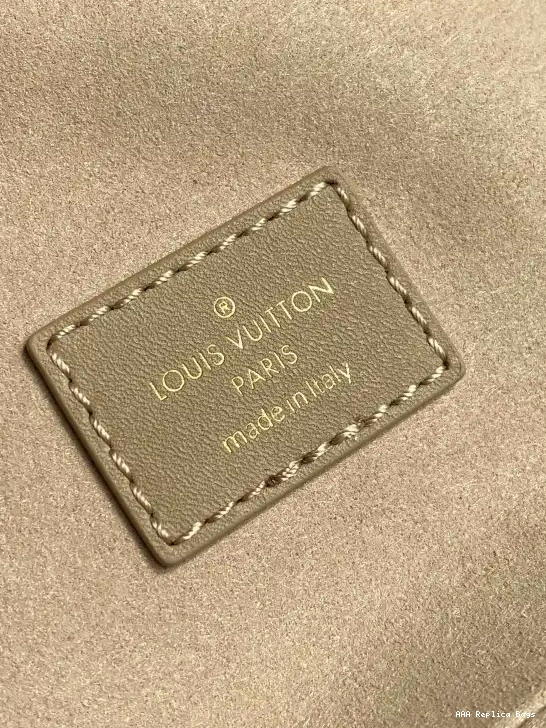 ®
LOUIS VUITTON
PARIS
made in Italy
AAA Replica Bags